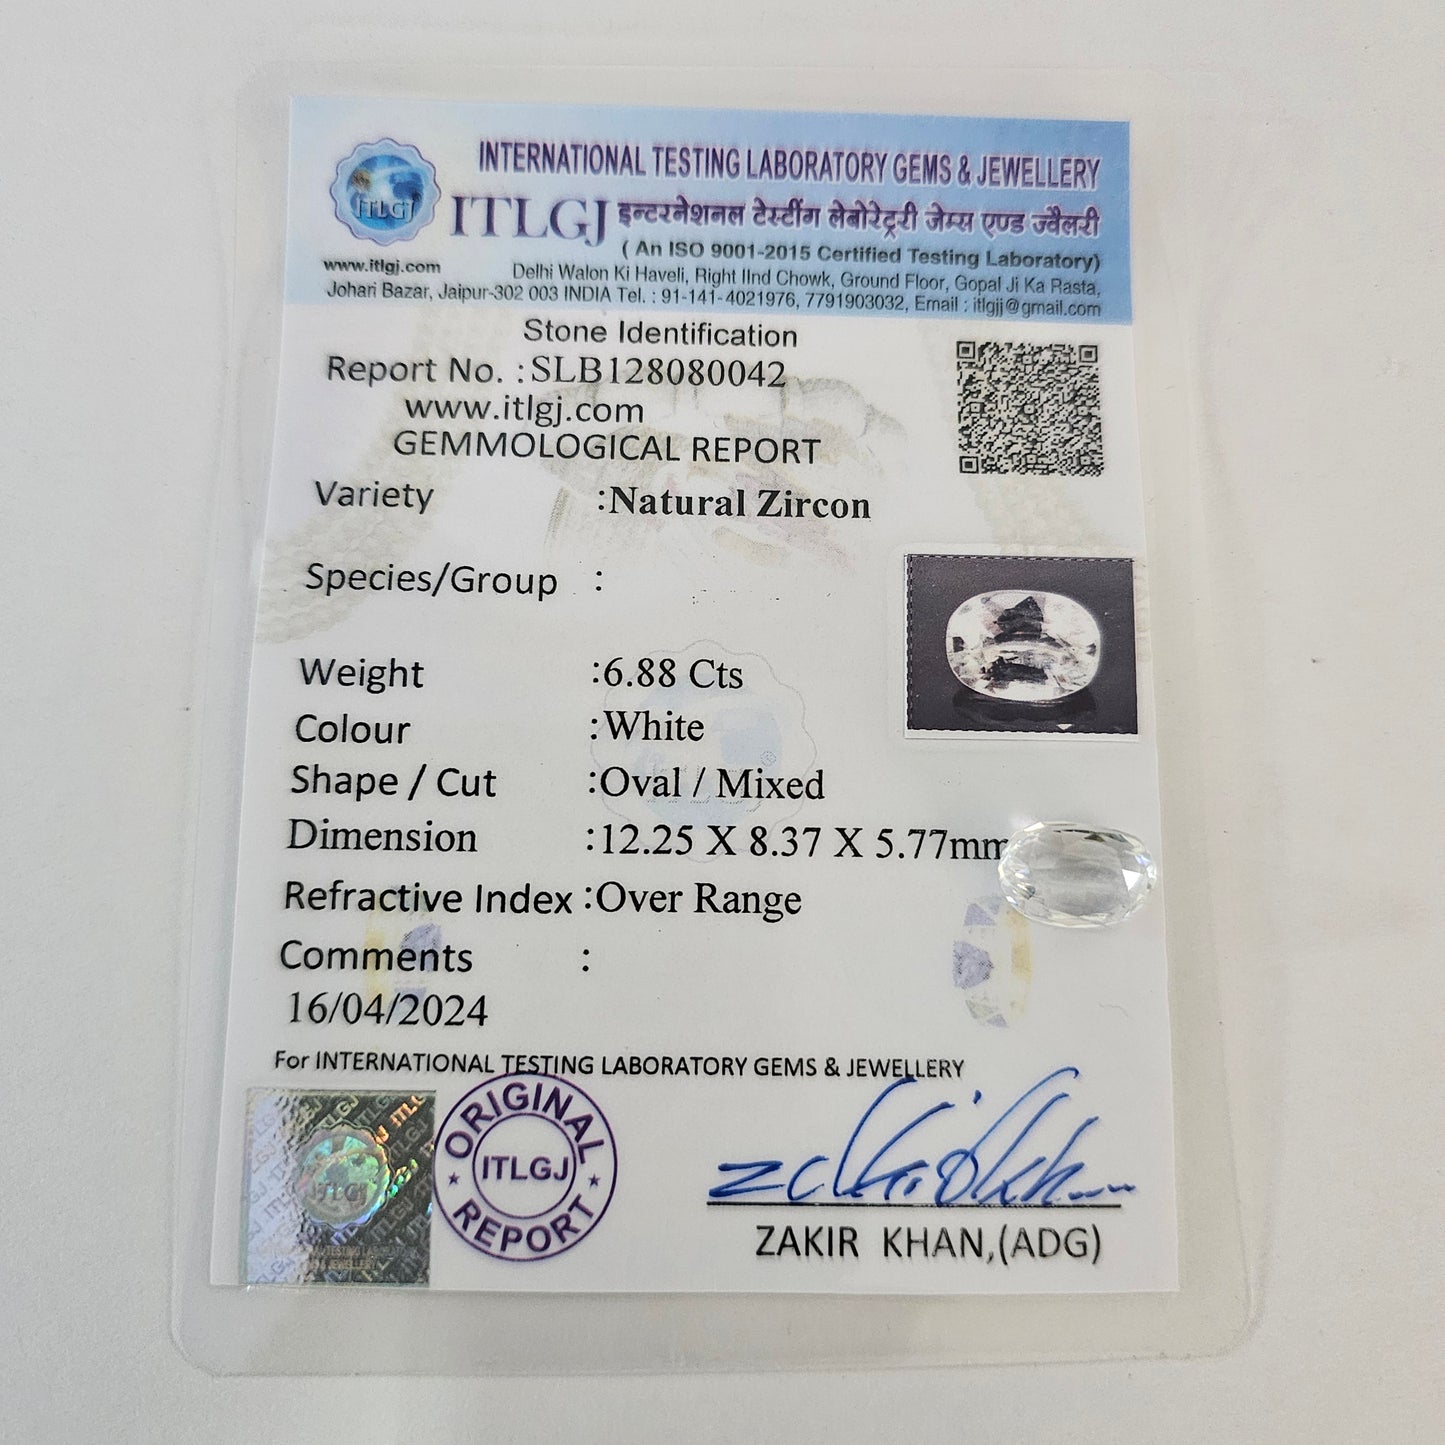 INTERNATIONAL TESTING LABORATORY GEMS & JEWELLERY
ITLGJ
ITLGJ इन्टरनेशनल टेस्टींग लेबोरेट्ररी जेम्स एण्ड ज्वैलरी
( An ISO 9001-2015 Certified Testing Laboratory)
www.itlgj.com Delhi Walon Ki Haveli, Right IInd Chowk, Ground Floor, Gopal Ji Ka Rasta,
Johari Bazar, Jaipur-302 003 INDIA Tel. : 91-141-4021976, 7791903032, Email : itlgjj@gmail.com
Stone Identification
Report No. :SLB128080042
www.itlgj.com
GEMMOLOGICAL REPORT
Variety :Natural Zircon
Species/Group :
Weight :6.88 Cts
Colour :White
Shape / Cut :Oval / Mixed
Dimension :12.25 X 8.37 X 5.77mm
Refractive Index :Over Range
Comments :
16/04/2024
For INTERNATIONAL TESTING LABORATORY GEMS & JEWELLERY
ITLGJ
ORIGINAL
ITLGJ
REPORT
ZAKIR KHAN,(ADG)